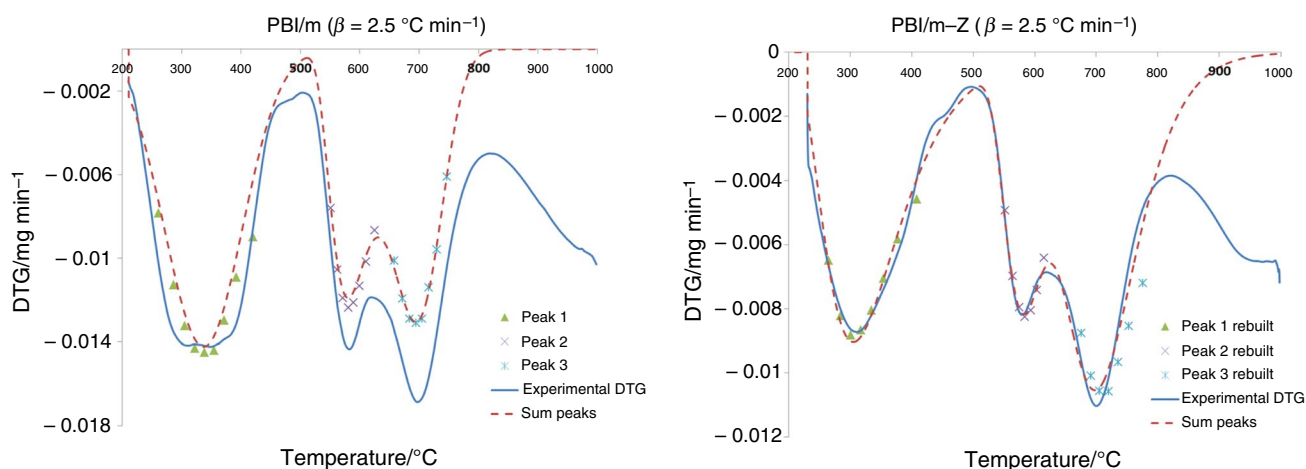 PBI/m (β = 2.5 °C min⁻¹)
200 300 400 500 600 700 800 900 1000
− 0.002
− 0.006
− 0.01
− 0.014
− 0.018
DTG/mg min⁻¹
Temperature/°C
Peak 1
Peak 2
Peak 3
Experimental DTG
Sum peaks
PBI/m–Z ( β = 2.5 °C min⁻¹)
0
200 300 400 500 600 700 800 900 1000
− 0.002
− 0.004
− 0.006
− 0.008
− 0.01
− 0.012
DTG/mg min⁻¹
Temperature/°C
Peak 1 rebuilt
Peak 2 rebuilt
Peak 3 rebuilt
Experimental DTG
Sum peaks